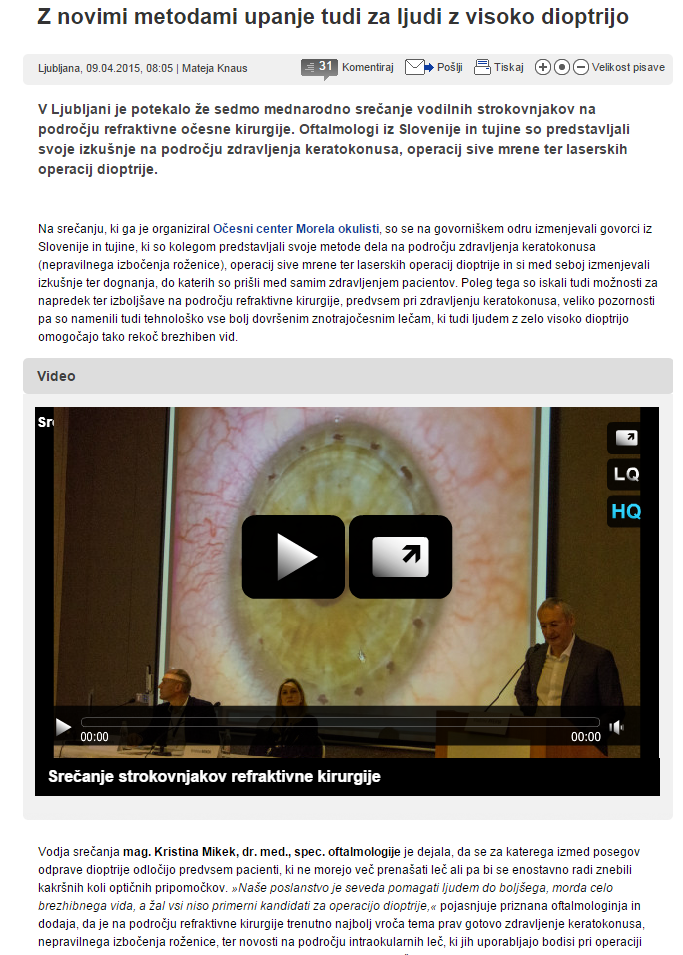 Z novimi metodami upanje tudi za ljudi z visoko dioptrijo
Ljubljana, 09.04.2015, 08:05 | Mateja Knaus
31 Komentiraj Pošlji Tiskaj Velikost pisave
V Ljubljani je potekalo že sedmo mednarodno srečanje vodilnih strokovnjakov na
področju refraktivne očesne kirurgije. Oftalmologi iz Slovenije in tujine so predstavljali
svoje izkušnje na področju zdravljenja keratokonusa, operacij sive mrene ter laserskih
operacij dioptrije.
Na srečanju, ki ga je organiziral Očesni center Morela okulisti, so se na govorniškem odru izmenjevali govorci iz
Slovenije in tujine, ki so kolegom predstavljali svoje metode dela na področju zdravljenja keratokonusa
(nepravilnega izbočenja roženice), operacij sive mrene ter laserskih operacij dioptrije in si med seboj izmenjevali
izkušnje ter dognanja, do katerih so prišli med samim zdravljenjem pacientov. Poleg tega so iskali tudi možnosti za
napredek ter izboljšave na področju refraktivne kirurgije, predvsem pri zdravljenju keratokonusa, veliko pozornosti
pa so namenili tudi tehnološko vse bolj dovršenim znotrajočesnim lečam, ki tudi ljudem z zelo visoko dioptrijo
omogočajo tako rekoč brezhiben vid.
Video
Sre
LQ
HQ
00:00 00:00
Srečanje strokovnjakov refraktivne kirurgije
Vodja srečanja mag. Kristina Mikek, dr. med., spec. oftalmologije je dejala, da se za katerega izmed posegov
odprave dioptrije odločijo predvsem pacienti, ki ne morejo več prenašati leč ali pa bi se enostavno radi znebili
kakršnih koli optičnih pripomočkov. »Naše poslanstvo je seveda pomagati ljudem do boljšega, morda celo
brezhibnega vida, a žal vsi niso primerni kandidati za operacijo dioptrije,« pojasnjuje priznana oftalmologinja in
dodaja, da je na področju refraktivne kirurgije trenutno najbolj vroča tema prav gotovo zdravljenje keratokonusa,
nepravilnega izbočenja roženice, ter novosti na področju intraokularnih leč, ki jih uporabljajo bodisi pri operaciji